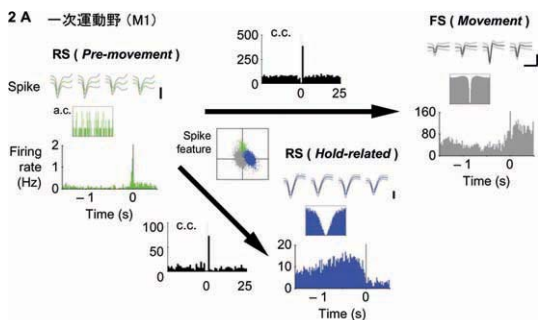 2 A 一次運動野 (M1)
RS ( Pre-movement )
Spike
a.c.
Firing
rate
(Hz)
2
1
0
– 1 0
Time (s)
500
250
0
c.c.
0 25
Spike
feature
100
50
0
c.c.
0 25
RS ( Hold-related )
20
10
0
– 1 0
Time (s)
FS ( Movement )
160
80
0
– 1 0
Time (s)